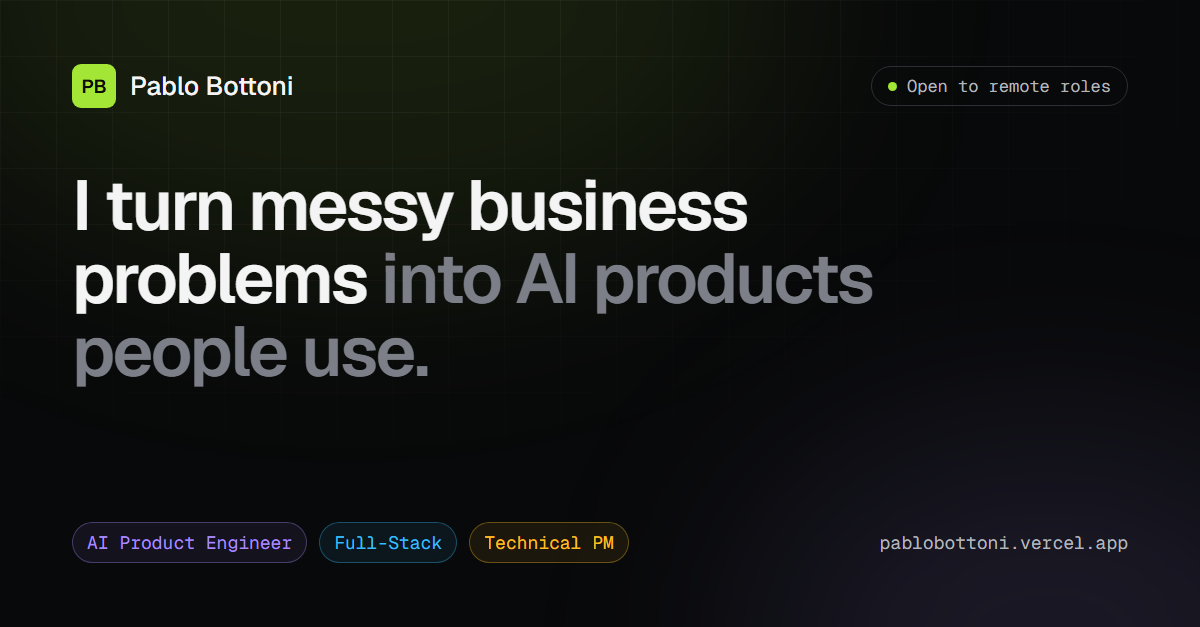 PB Pablo Bottoni
Open to remote roles
I turn messy business
problems into AI products
people use.
AI Product Engineer
Full-Stack
Technical PM
pablobottoni.vercel.app